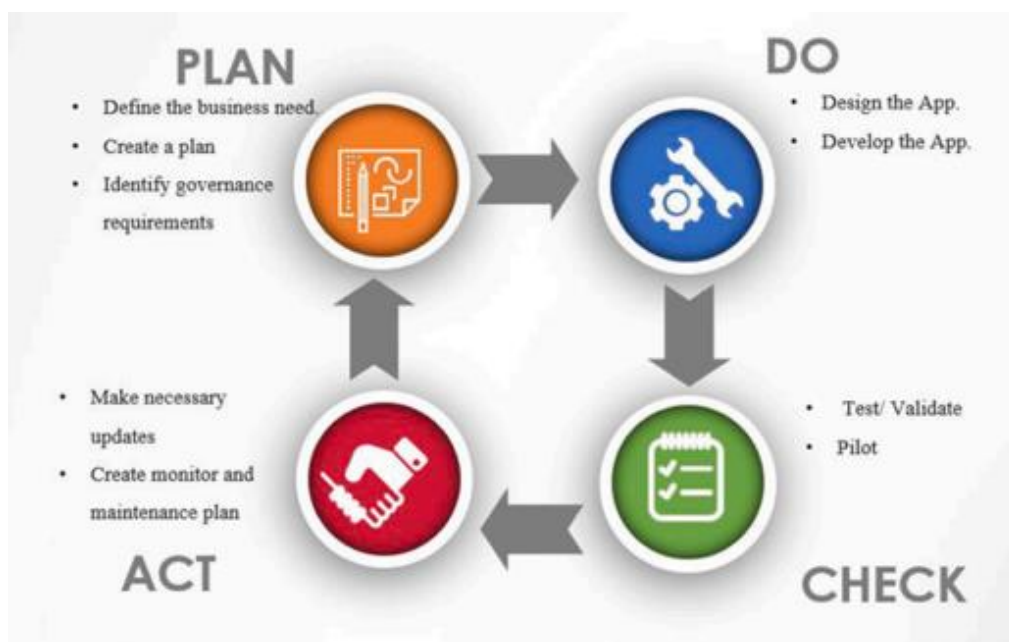 PLAN
• Define the business need.
• Create a plan
• Identify governance
requirements
DO
• Design the App.
• Develop the App.
• Make necessary
updates
• Create monitor and
maintenance plan
ACT
• Test/ Validate
• Pilot
CHECK